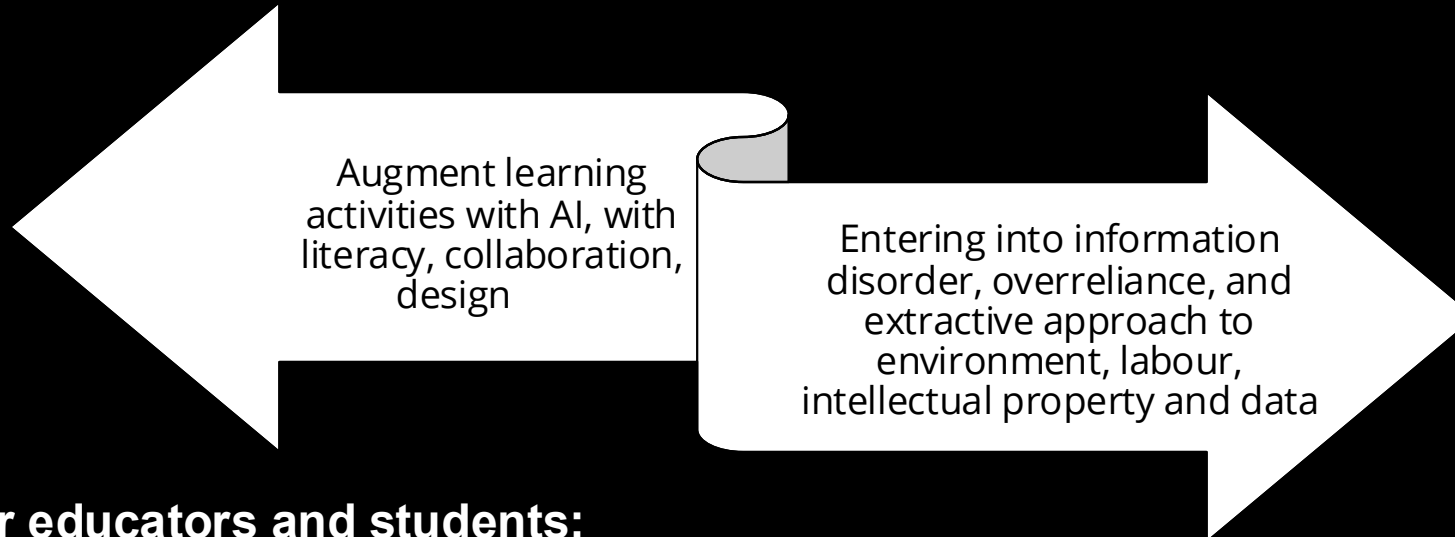 Augment learning
activities with AI, with
literacy, collaboration,
design
Entering into information
disorder, overreliance, and
extractive approach to
environment, labour,
intellectual property and data
r educators and students: